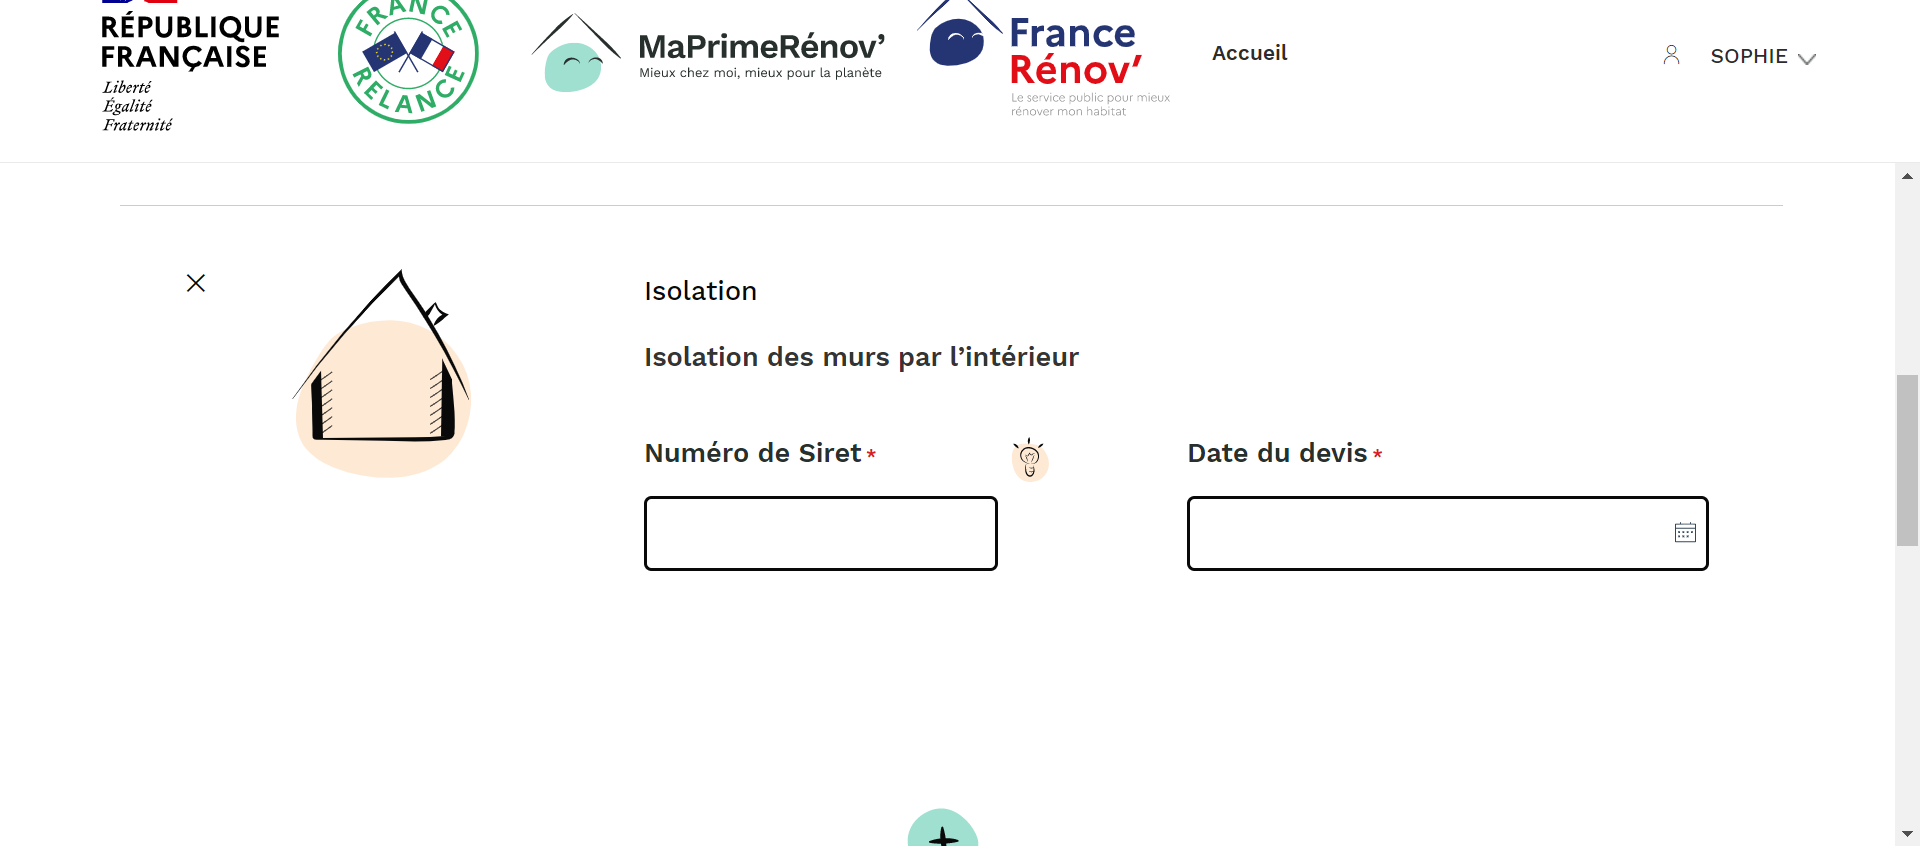 RÉPUBLIQUE
FRANÇAISE
Liberté
Égalité
Fraternité
FRANCE
RELANCE
MaPrimeRénov’
Mieux chez moi, mieux pour la planète
France
Rénov’
Le service public pour mieux
rénover mon habitat
Accueil
SOPHIE
Isolation
Isolation des murs par l’intérieur
Numéro de Siret *
Date du devis *